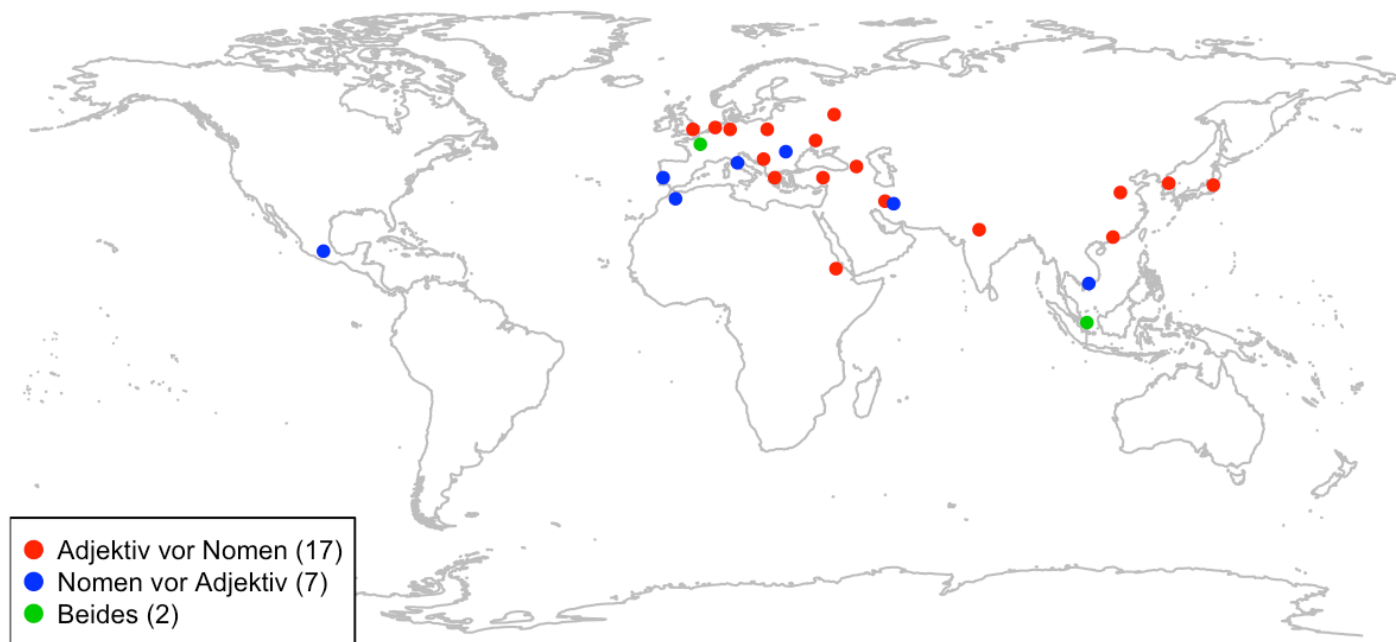 Adjektiv vor Nomen (17)
Nomen vor Adjektiv (7)
Beides (2)